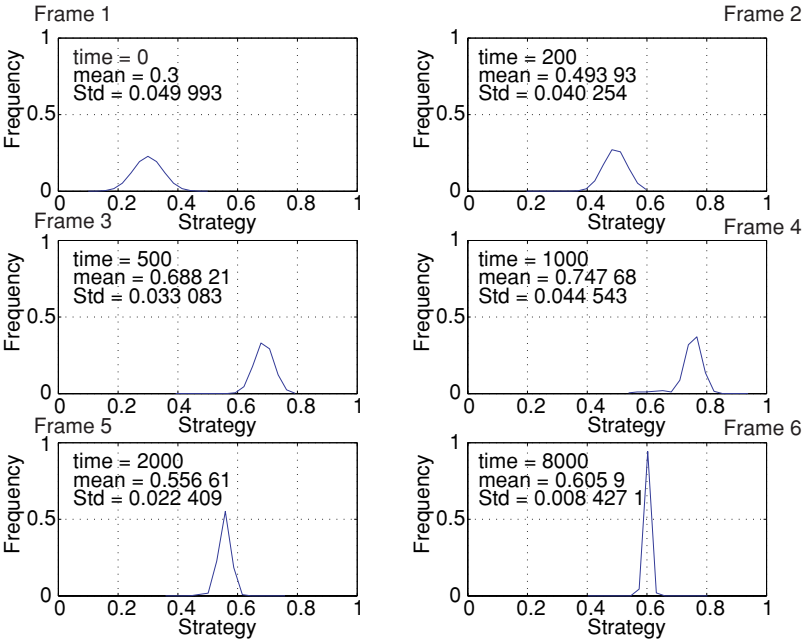 Frame 1
Frame 2
1
time = 0
mean = 0.3
Std = 0.049 993
0.5
Frequency
0
0 0.2 0.4 0.6 0.8 1
Strategy
1
time = 200
mean = 0.493 93
Std = 0.040 254
0.5
Frequency
0
0 0.2 0.4 0.6 0.8 1
Strategy
Frame 3
Frame 4
1
time = 500
mean = 0.688 21
Std = 0.033 083
0.5
Frequency
0
0 0.2 0.4 0.6 0.8 1
Strategy
1
time = 1000
mean = 0.747 68
Std = 0.044 543
0.5
Frequency
0
0 0.2 0.4 0.6 0.8 1
Strategy
Frame 5
Frame 6
1
time = 2000
mean = 0.556 61
Std = 0.022 409
0.5
Frequency
0
0 0.2 0.4 0.6 0.8 1
Strategy
1
time = 8000
mean = 0.605 9
Std = 0.008 427 1
0.5
Frequency
0
0 0.2 0.4 0.6 0.8 1
Strategy